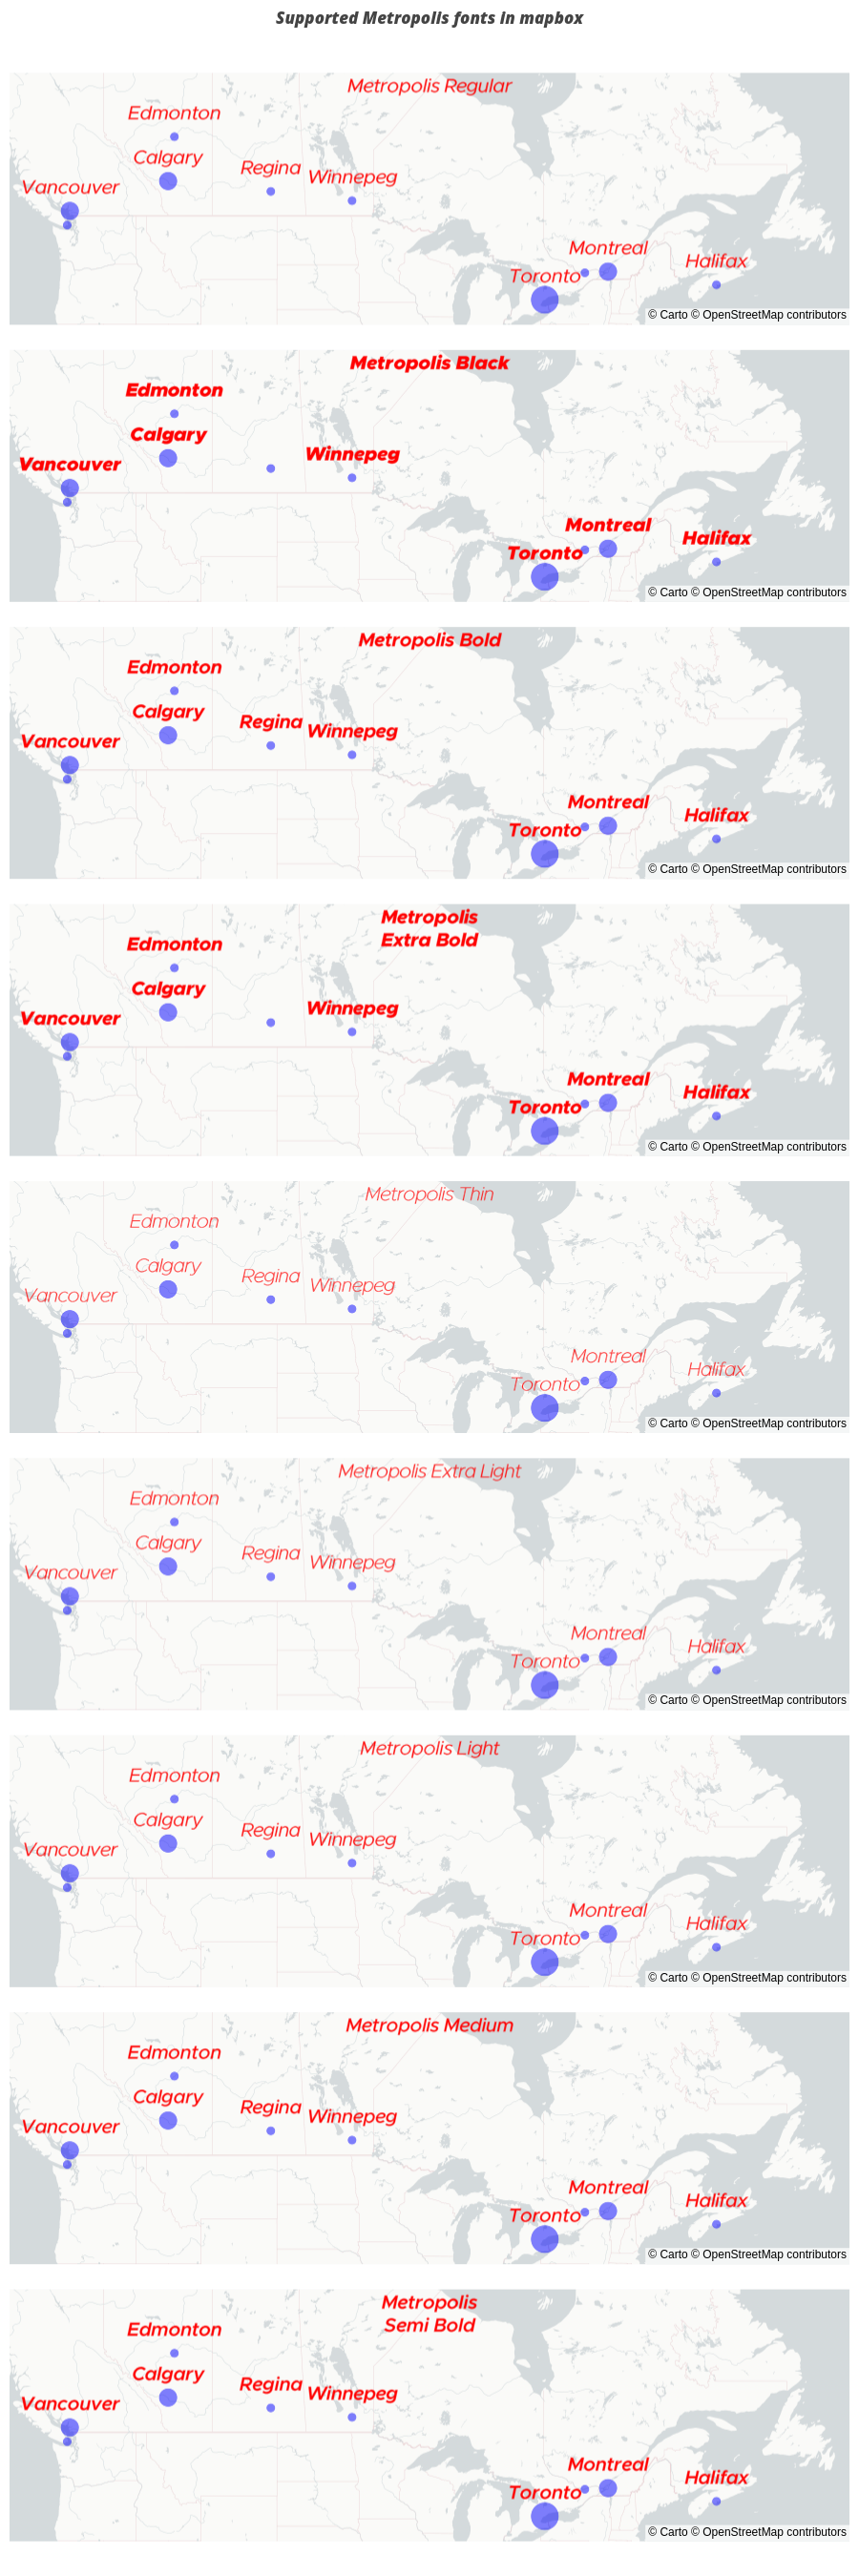 Supported Metropolis fonts in mapbox
Metropolis Regular
Edmonton
Calgary
Regina
Winnepeg
Vancouver
Montreal
Halifax
Toronto
© Carto © OpenStreetMap contributors
Metropolis Black
Edmonton
Calgary
Winnepeg
Vancouver
Montreal
Halifax
Toronto
© Carto © OpenStreetMap contributors
Metropolis Bold
Edmonton
Calgary
Regina
Winnepeg
Vancouver
Montreal
Halifax
Toronto
© Carto © OpenStreetMap contributors
Metropolis
Extra Bold
Edmonton
Calgary
Winnepeg
Vancouver
Montreal
Halifax
Toronto
© Carto © OpenStreetMap contributors
Metropolis Thin
Edmonton
Calgary
Regina
Winnepeg
Vancouver
Montreal
Halifax
Toronto
© Carto © OpenStreetMap contributors
Metropolis Extra Light
Edmonton
Calgary
Regina
Winnepeg
Vancouver
Montreal
Halifax
Toronto
© Carto © OpenStreetMap contributors
Metropolis Light
Edmonton
Calgary
Regina
Winnepeg
Vancouver
Montreal
Halifax
Toronto
© Carto © OpenStreetMap contributors
Metropolis Medium
Edmonton
Calgary
Regina
Winnepeg
Vancouver
Montreal
Halifax
Toronto
© Carto © OpenStreetMap contributors
Metropolis
Semi Bold
Edmonton
Calgary
Regina
Winnepeg
Vancouver
Montreal
Halifax
Toronto
© Carto © OpenStreetMap contributors